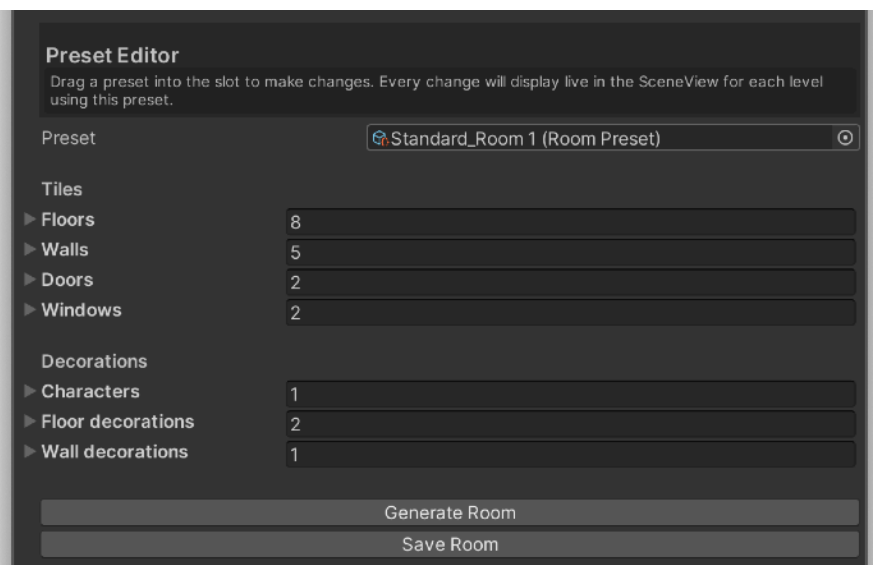 Preset Editor
Drag a preset into the slot to make changes. Every change will display live in the SceneView for each level
using this preset.
Preset Standard_Room 1 (Room Preset)
Tiles
Floors 8
Walls 5
Doors 2
Windows 2
Decorations
Characters 1
Floor decorations 2
Wall decorations 1
Generate Room
Save Room